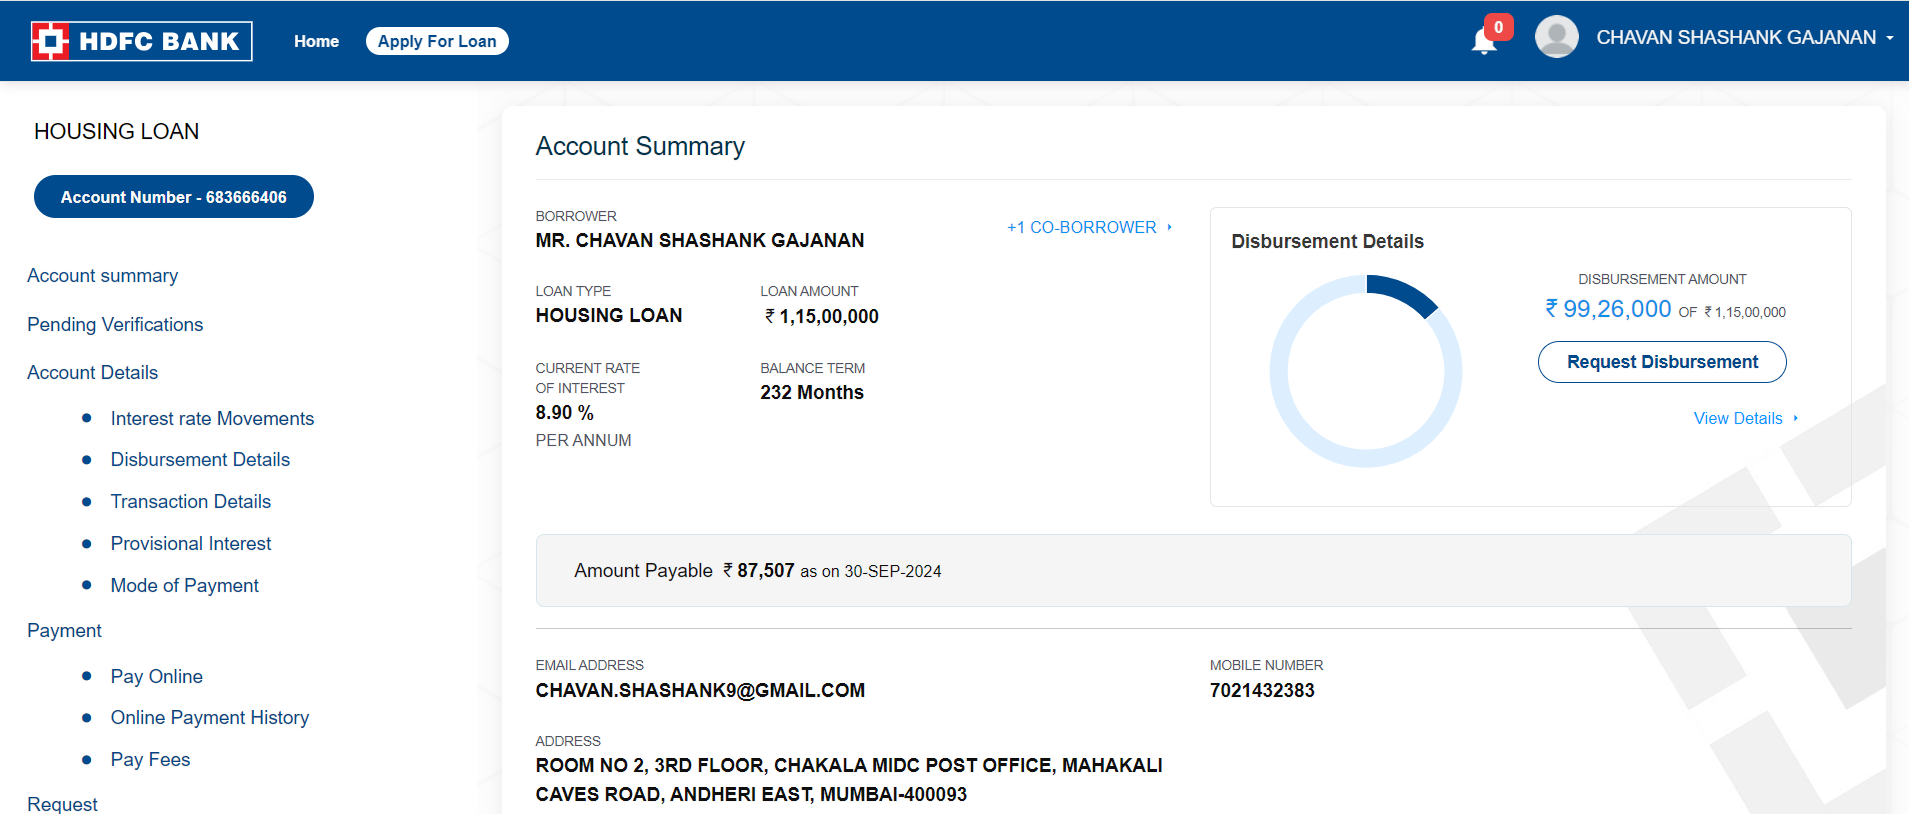 HDFC BANK
Home
Apply For Loan
0
CHAVAN SHASHANK GAJANAN
HOUSING LOAN
Account Number - 683666406
Account summary
Pending Verifications
Account Details
Interest rate Movements
Disbursement Details
Transaction Details
Provisional Interest
Mode of Payment
Payment
Pay Online
Online Payment History
Pay Fees
Request
Account Summary
BORROWER
MR. CHAVAN SHASHANK GAJANAN
+1 CO-BORROWER
LOAN TYPE
HOUSING LOAN
LOAN AMOUNT
₹ 1,15,00,000
CURRENT RATE
OF INTEREST
8.90 %
PER ANNUM
BALANCE TERM
232 Months
Disbursement Details
DISBURSEMENT AMOUNT
₹ 99,26,000 OF ₹ 1,15,00,000
Request Disbursement
View Details
Amount Payable ₹ 87,507 as on 30-SEP-2024
EMAIL ADDRESS
CHAVAN.SHASHANK9@GMAIL.COM
MOBILE NUMBER
7021432383
ADDRESS
ROOM NO 2, 3RD FLOOR, CHAKALA MIDC POST OFFICE, MAHAKALI
CAVES ROAD, ANDHERI EAST, MUMBAI-400093